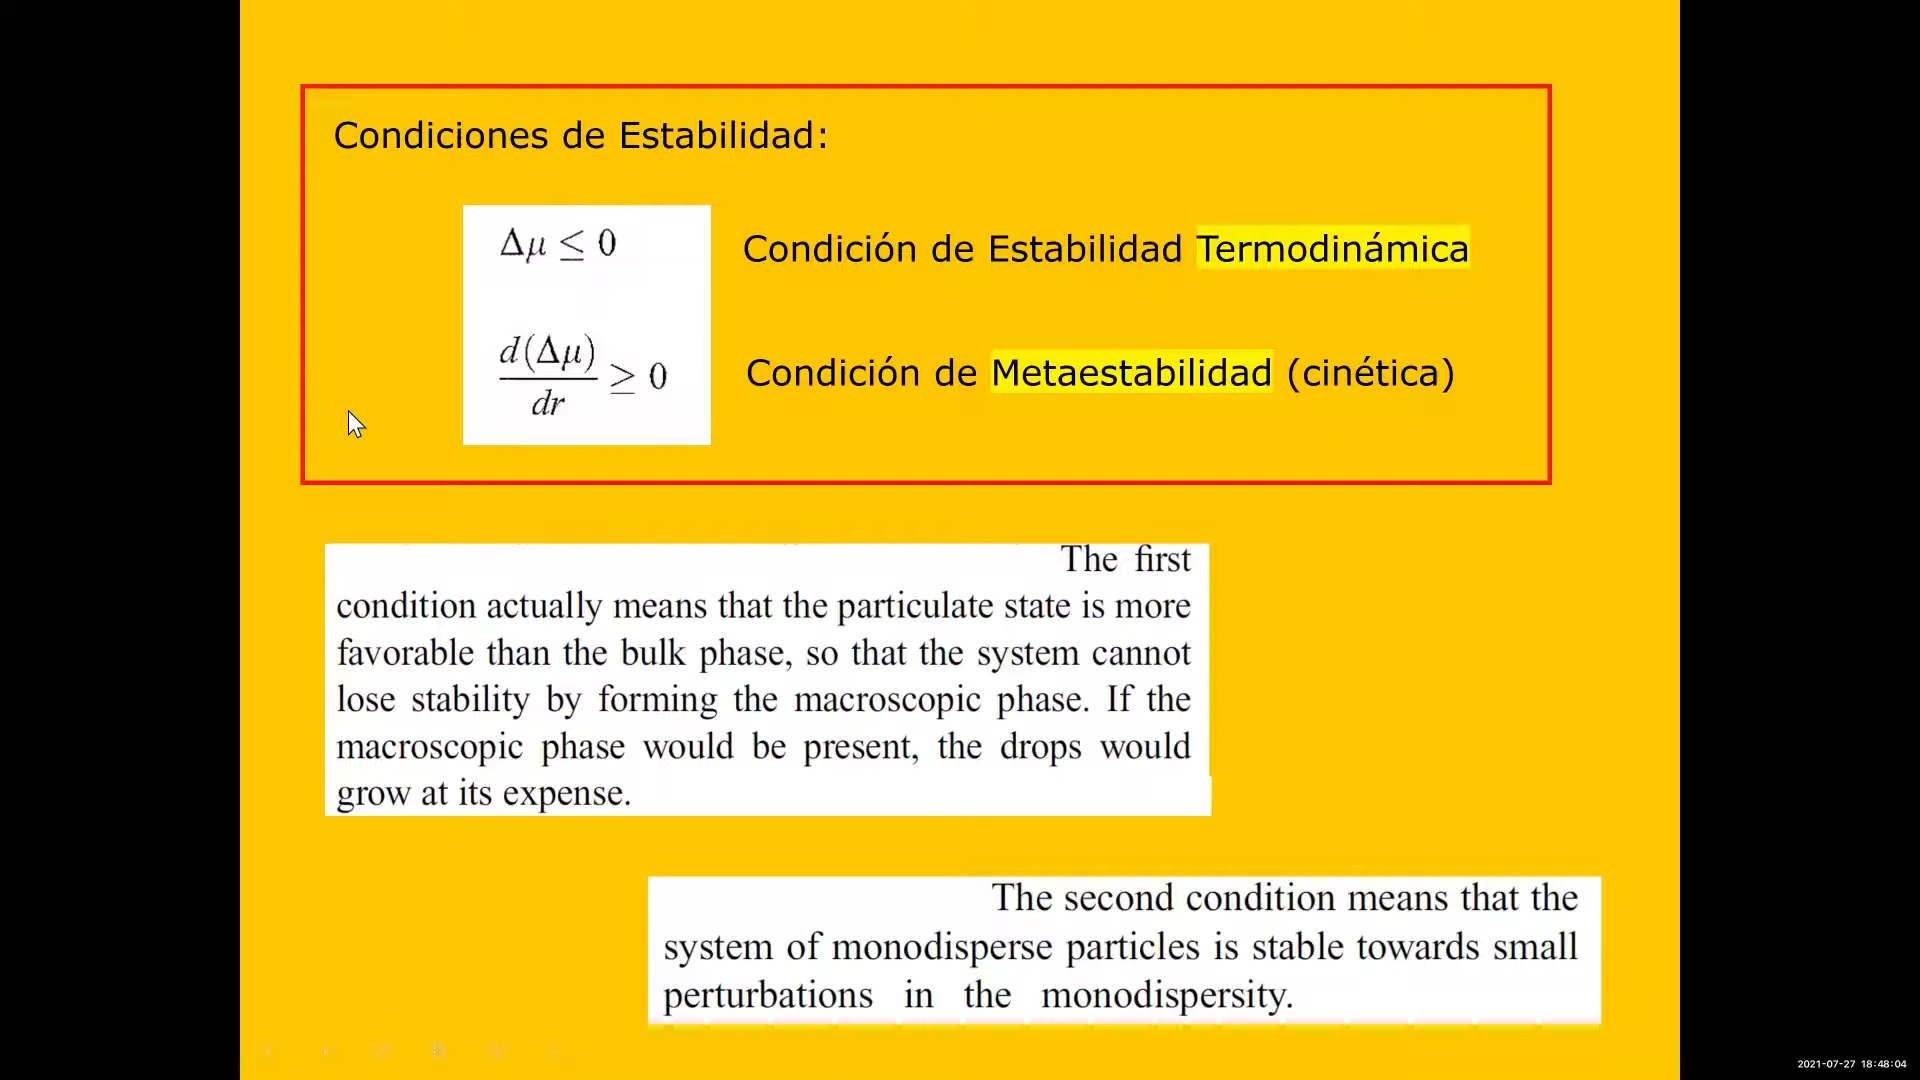 Condiciones de Estabilidad:
Δμ ≤ 0
Condición de Estabilidad Termodinámica
d(Δμ)
dr
≥ 0
Condición de Metaestabilidad (cinética)
The first
condition actually means that the particulate state is more
favorable than the bulk phase, so that the system cannot
lose stability by forming the macroscopic phase. If the
macroscopic phase would be present, the drops would
grow at its expense.
The second condition means that the
system of monodisperse particles is stable towards small
perturbations in the monodispersity.
2021-07-27 18:48:04